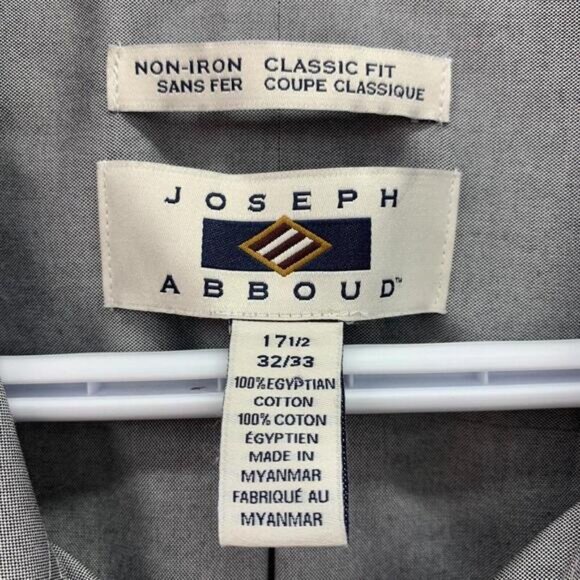 NON-IRON CLASSIC FIT
SANS FER COUPE CLASSIQUE
JOSEPH
ABBOUD™
17 1/2
32/33
100% EGYPTIAN
COTTON
100% COTON
ÉGYPTIEN
MADE IN
MYANMAR
FABRIQUÉ AU
MYANMAR